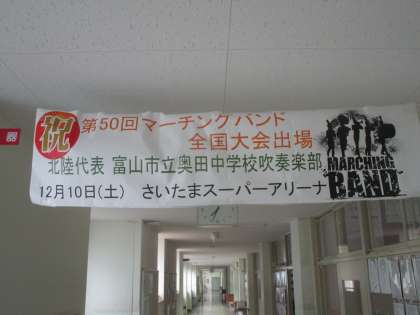 祝
第50回マーチングバンド
全国大会出場
北陸代表 富山市立奥田中学校吹奏楽部
12月10日(土) さいたまスーパーアリーナ
MARCHING
BAND